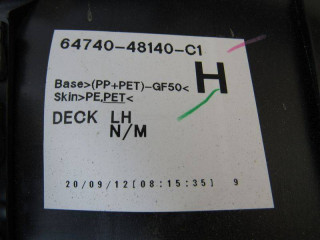 64740-48140-C1
H
Base>(PP+PET)-GF50<
Skin>PE,PET<
DECK LH
N/M
20/09/12(08:15:35) 9